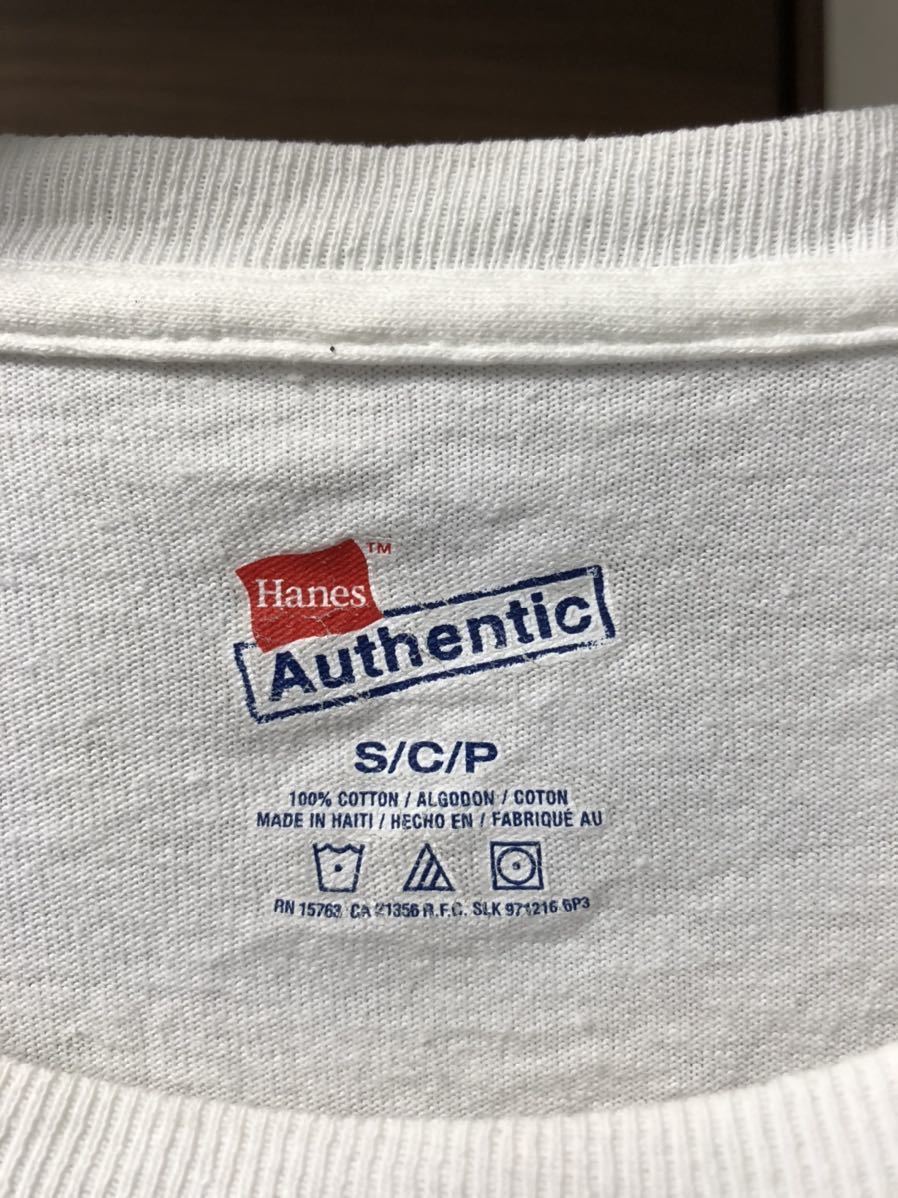 Hanes™
Authentic
S/C/P
100% COTTON / ALGODON / COTON
MADE IN HAITI / HECHO EN / FABRIQUÉ AU
RN 15763 CA 21356 R.F.C. SLK 971216 6P3